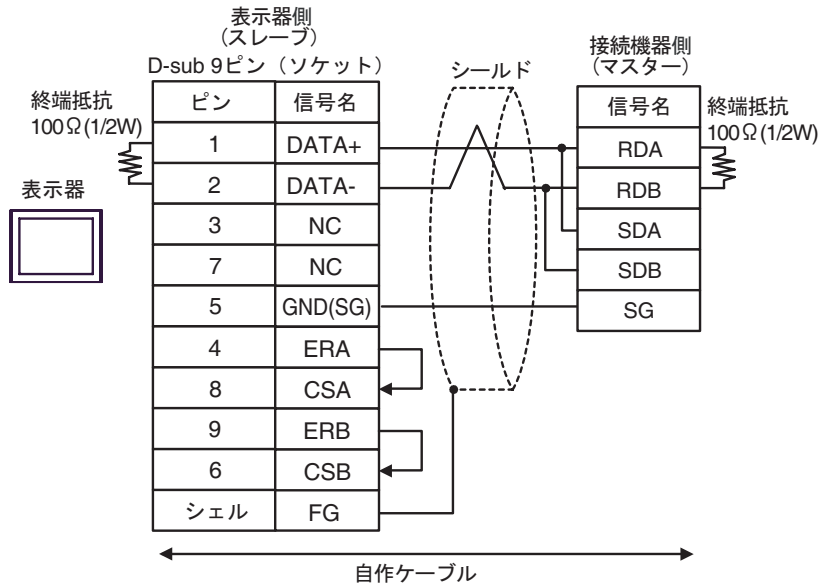 表示器側
（スレーブ）
D-sub 9ピン（ソケット）
シールド
接続機器側
（マスター）
終端抵抗
100Ω(1/2W)
表示器
ピン 信号名
1 DATA+
2 DATA-
3 NC
7 NC
5 GND(SG)
4 ERA
8 CSA
9 ERB
6 CSB
シェル FG
信号名
RDA
RDB
SDA
SDB
SG
終端抵抗
100Ω(1/2W)
自作ケーブル